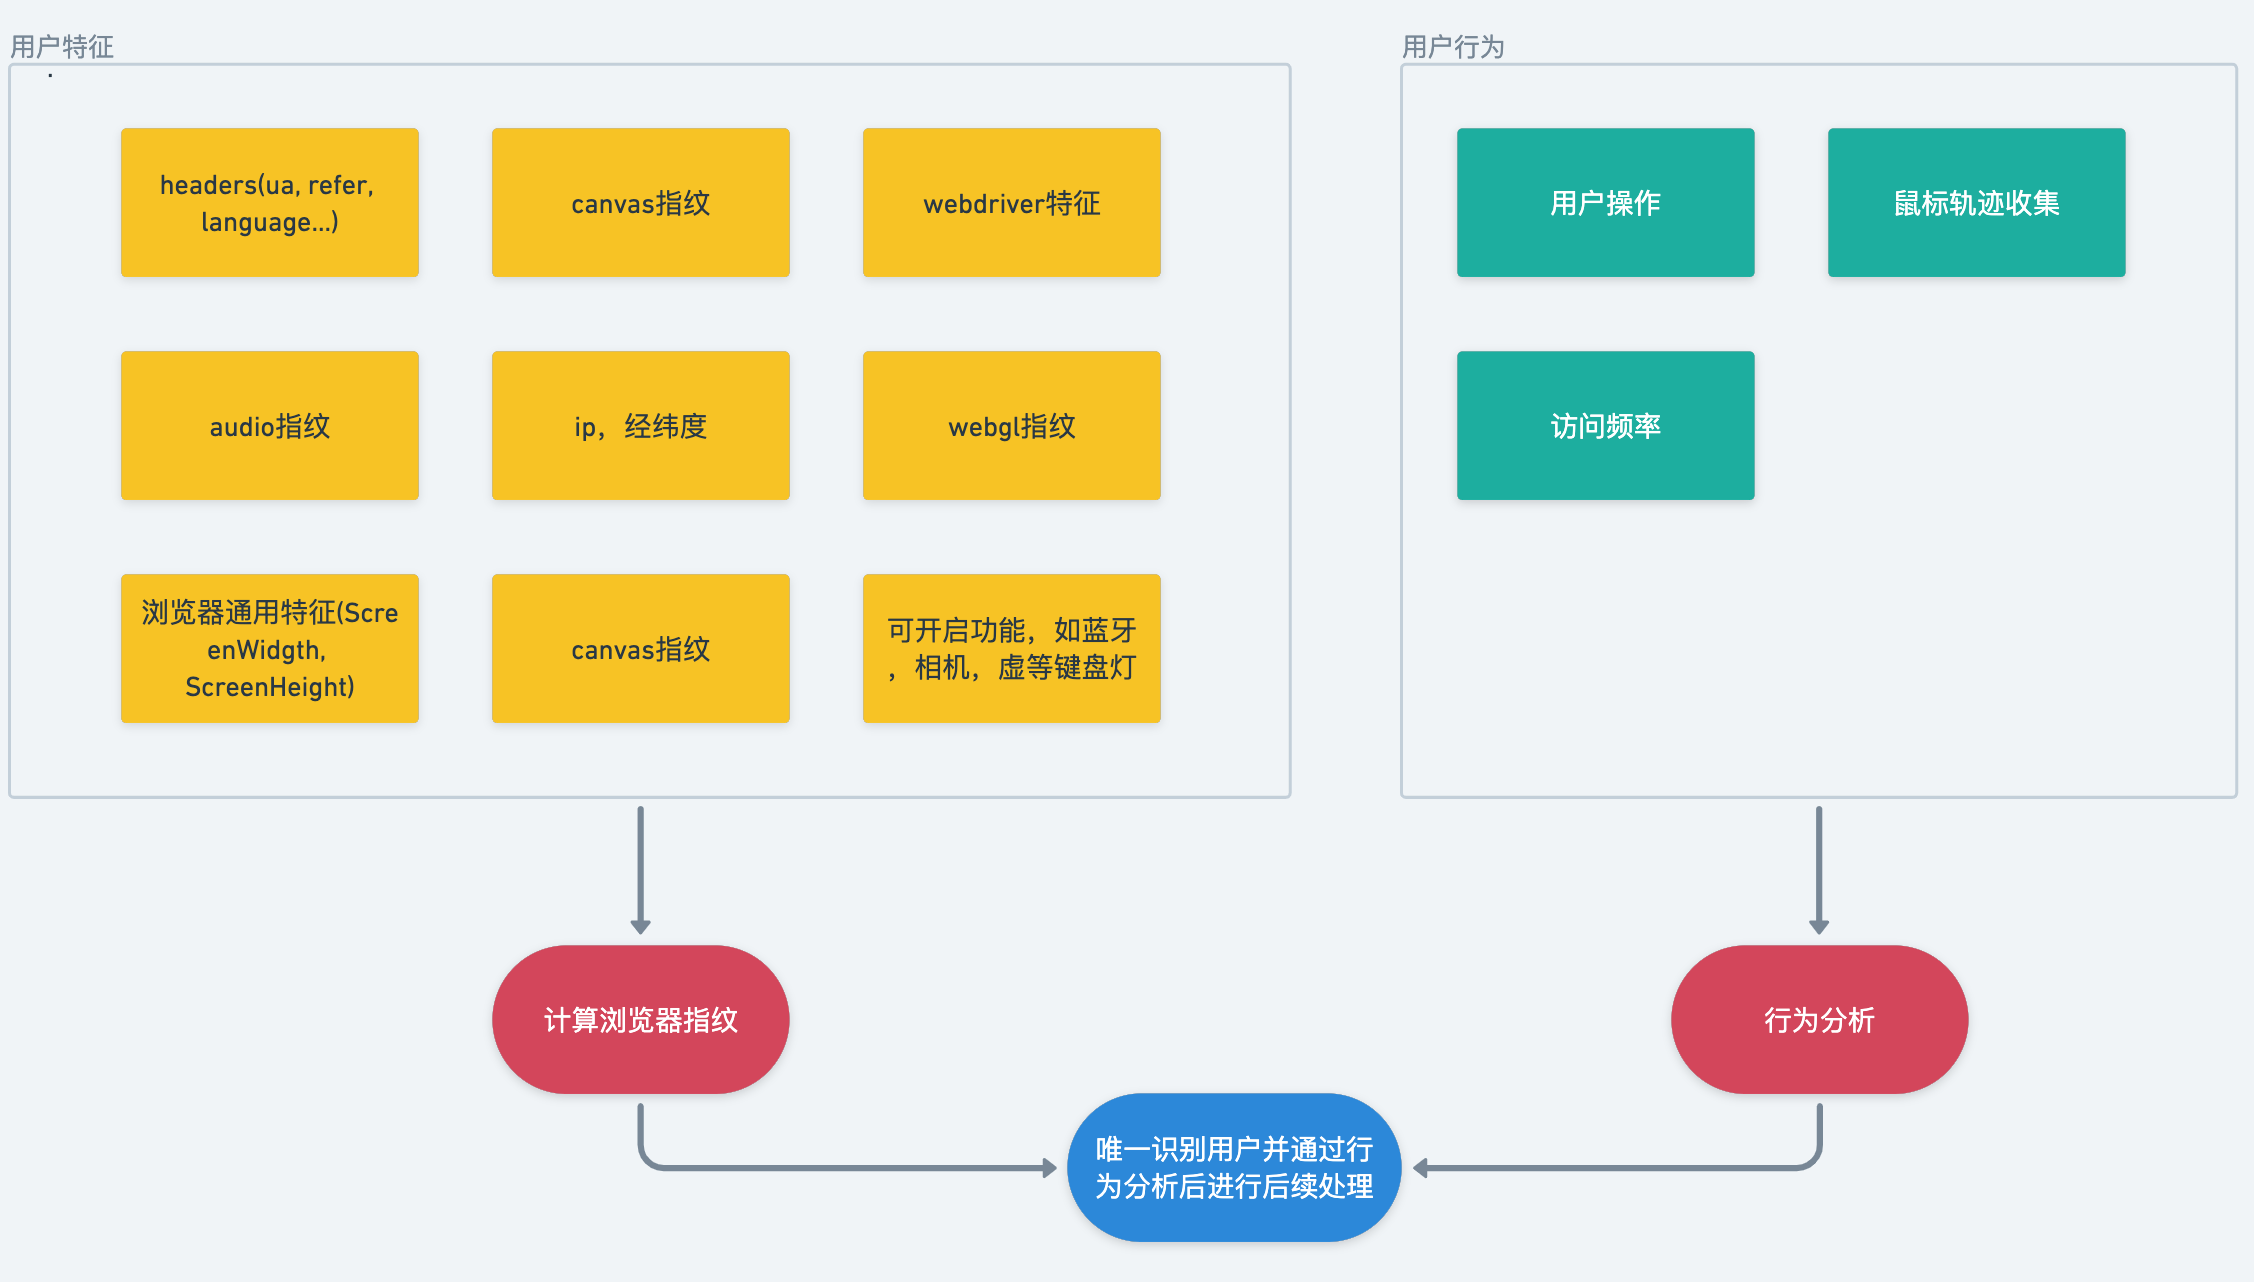 用户特征
用户行为
.
headers(ua, refer,
language...)
canvas指纹
webdriver特征
用户操作
鼠标轨迹收集
audio指纹
ip，经纬度
webgl指纹
访问频率
浏览器通用特征(Scre
enWidgth,
ScreenHeight)
canvas指纹
可开启功能，如蓝牙
，相机，虚等键盘灯
计算浏览器指纹
行为分析
唯一识别用户并通过行
为分析后进行后续处理